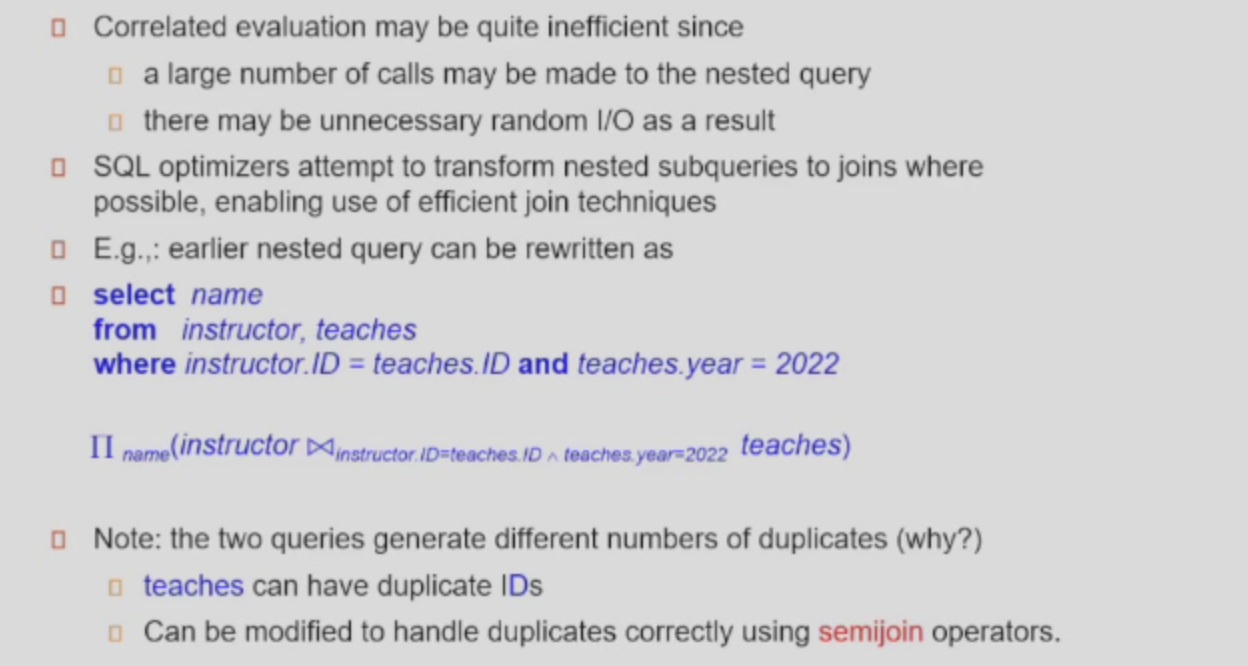 Correlated evaluation may be quite inefficient since
a large number of calls may be made to the nested query
there may be unnecessary random I/O as a result
SQL optimizers attempt to transform nested subqueries to joins where
possible, enabling use of efficient join techniques
E.g.,: earlier nested query can be rewritten as
select name
from instructor, teaches
where instructor.ID = teaches.ID and teaches.year = 2022
Π name(instructor ⋈instructor.ID=teaches.ID ∧ teaches.year=2022 teaches)
Note: the two queries generate different numbers of duplicates (why?)
teaches can have duplicate IDs
Can be modified to handle duplicates correctly using semijoin operators.